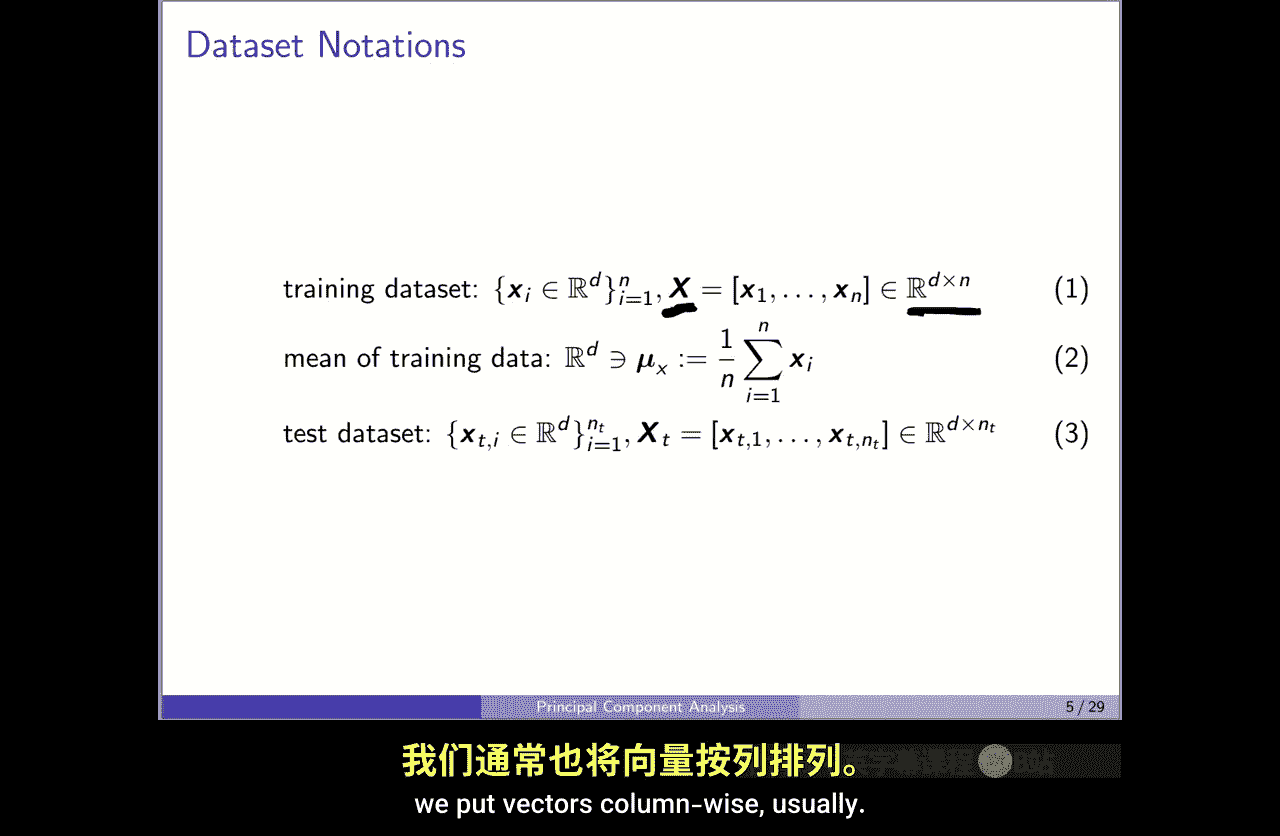 Dataset Notations
training dataset: {x_i ∈ ℝ^d}_{i=1}^n, X = [x_1, . . . , x_n] ∈ ℝ^{d×n} (1)
mean of training data: ℝ^d ∋ μ_x := \frac{1}{n} \sum_{i=1}^{n} x_i (2)
test dataset: {x_{t,i} ∈ ℝ^d}_{i=1}^{n_t}, X_t = [x_{t,1}, . . . , x_{t,n_t}] ∈ ℝ^{d×n_t} (3)
Principal Component Analysis 5 / 29
我们通常也将向量按列排列。
we put vectors column-wise, usually.